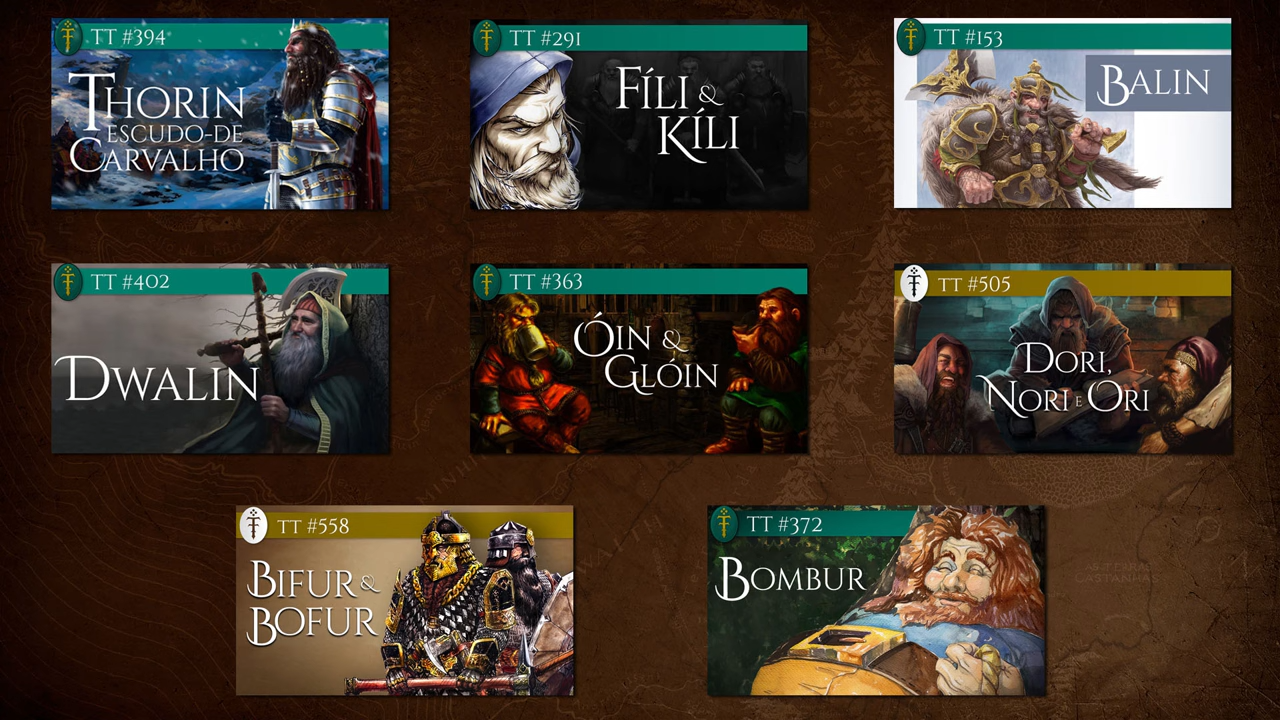 TT #394
THORIN
ESCUDO-DE
CARVALHO
TT #291
FÍLI &
KÍLI
TT #153
BALIN
TT #402
DWALIN
TT #363
ÓIN &
GLÓIN
TT #505
DORI,
NORI E ORI
TT #558
BIFUR &
BOFUR
TT #372
BOMBUR